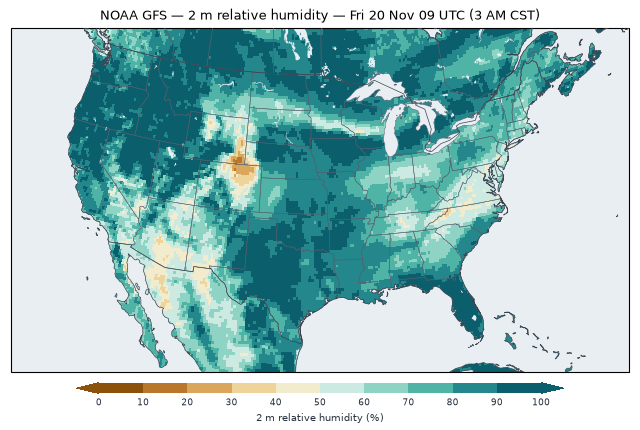 NOAA GFS — 2 m relative humidity — Fri 20 Nov 09 UTC (3 AM CST)
0 10 20 30 40 50 60 70 80 90 100
2 m relative humidity (%)